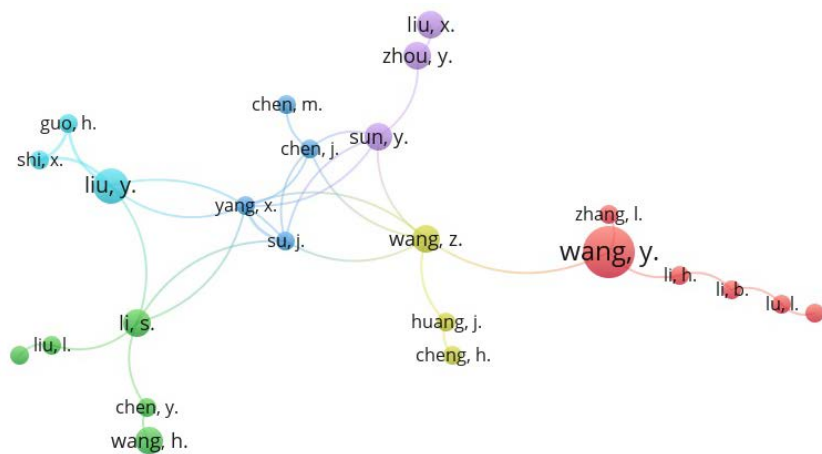 liu, x.
zhou, y.
chen, m.
guo, h.
sun, y.
chen, j.
shi, x.
liu, y.
yang, x.
zhang, l.
su, j.
wang, z.
wang, y.
li, h.
li, b.
lu, l.
li, s.
huang, j.
liu, l.
cheng, h.
chen, y.
wang, h.